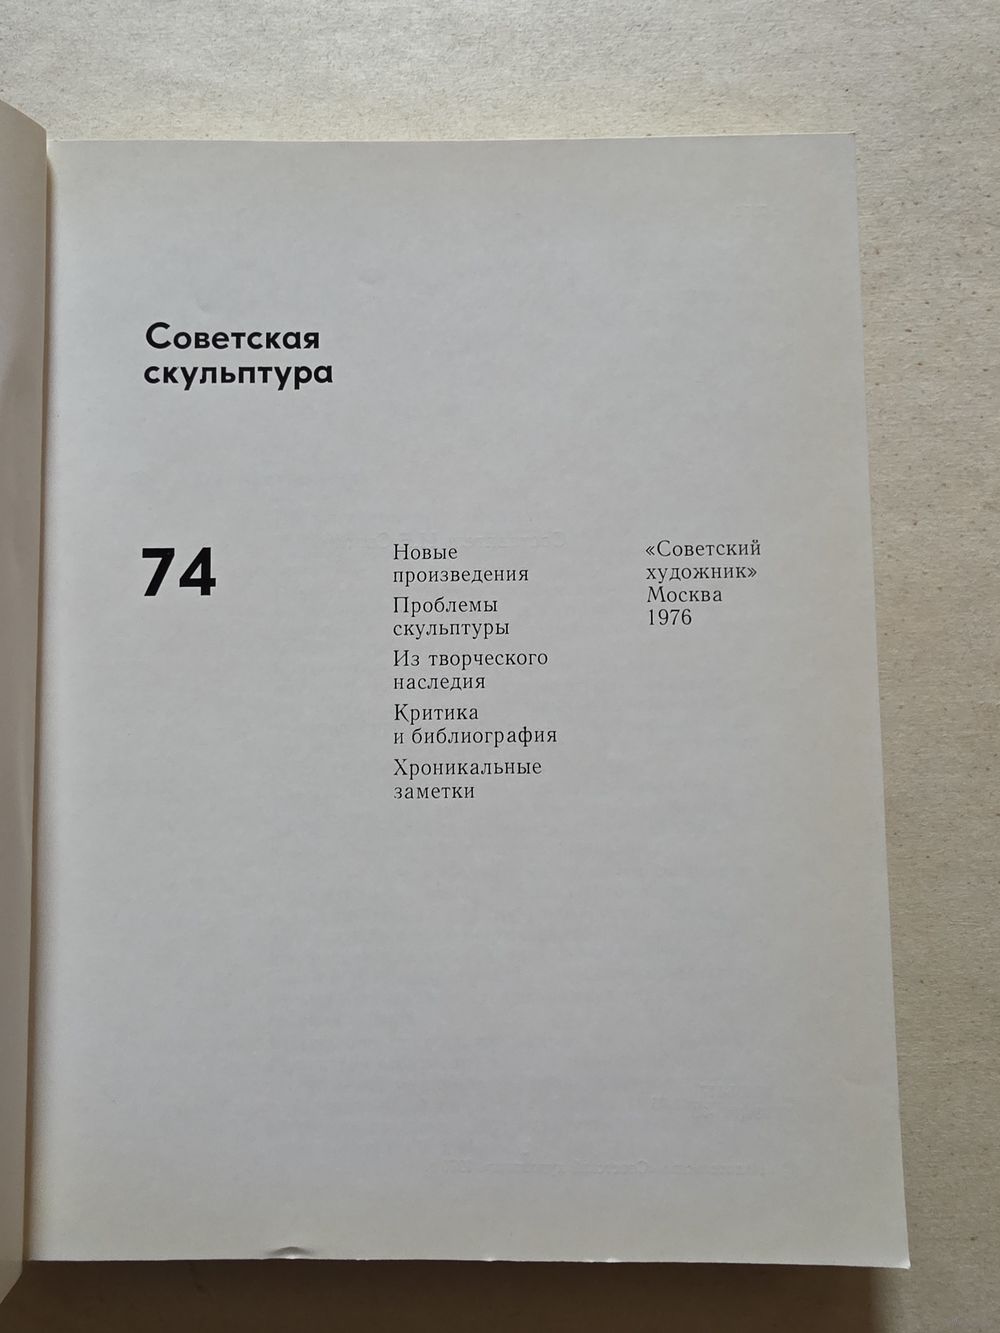 Советская
скульптура
74
Новые
произведения
Проблемы
скульптуры
Из творческого
наследия
Критика
и библиография
Хроникальные
заметки
«Советский
художник»
Москва
1976